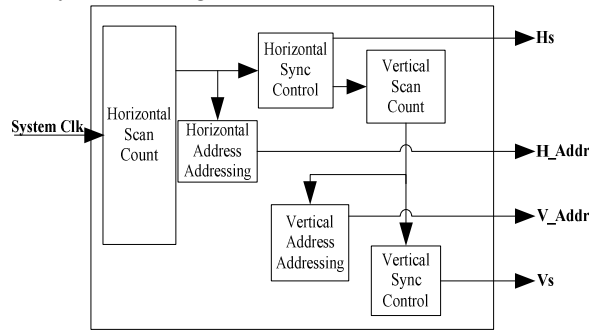 System Clk
Horizontal
Scan
Count
Horizontal
Sync
Control
Vertical
Scan
Count
Horizontal
Address
Addressing
Vertical
Address
Addressing
Vertical
Sync
Control
Hs
H_Addr
V_Addr
Vs